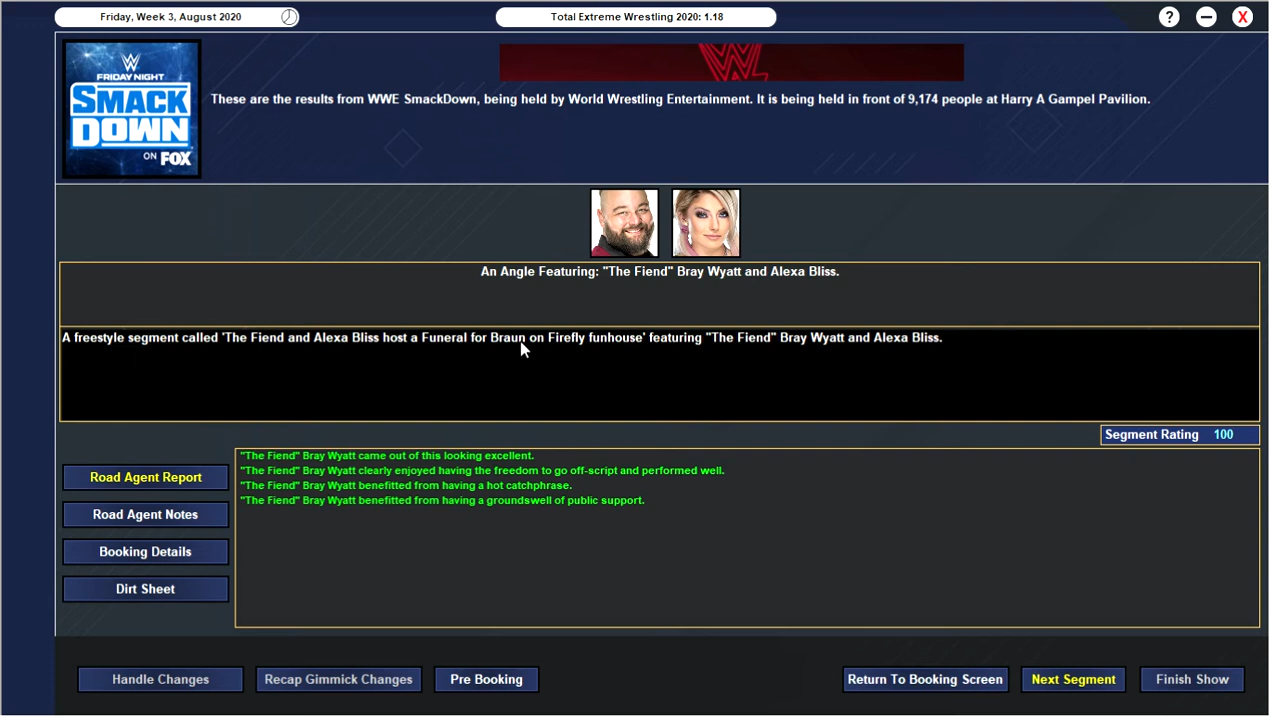 Friday, Week 3, August 2020
Total Extreme Wrestling 2020: 1.18
?
X
W
FRIDAY NIGHT
SMACK
DOWN
ON FOX
These are the results from WWE SmackDown, being held by World Wrestling Entertainment. It is being held in front of 9,174 people at Harry A Gampel Pavilion.
An Angle Featuring: "The Fiend" Bray Wyatt and Alexa Bliss.
A freestyle segment called 'The Fiend and Alexa Bliss host a Funeral for Braun on Firefly funhouse' featuring "The Fiend" Bray Wyatt and Alexa Bliss.
Segment Rating 100
Road Agent Report
Road Agent Notes
Booking Details
Dirt Sheet
"The Fiend" Bray Wyatt came out of this looking excellent.
"The Fiend" Bray Wyatt clearly enjoyed having the freedom to go off-script and performed well.
"The Fiend" Bray Wyatt benefitted from having a hot catchphrase.
"The Fiend" Bray Wyatt benefitted from having a groundswell of public support.
Handle Changes
Recap Gimmick Changes
Pre Booking
Return To Booking Screen
Next Segment
Finish Show